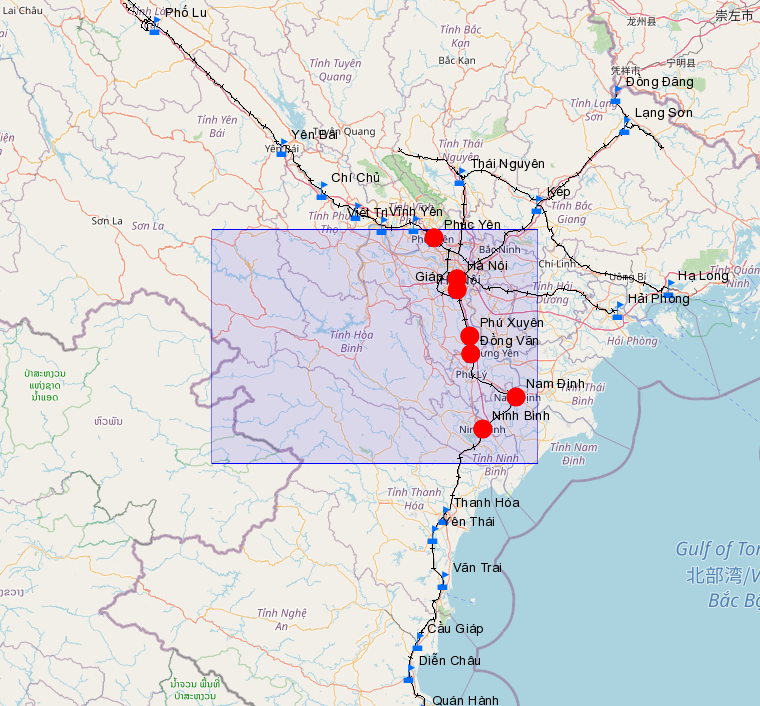 Lai Châu
Phố Lu
崇左市
龙州县
Tỉnh Bắc
Kạn
Bắc Kạn
宁明县
凭祥市
Tỉnh Tuyên
Quang
Đồng Đăng
Tỉnh Lạng
Sơn
Lạng Sơn
Tỉnh Yên
Bái
Yên Bái
Yên Bái
Tuyên Quang
Tỉnh Thái
Nguyên
Thái Nguyên
Chí Chủ
Kép
Tỉnh Bắc
Giang
Sơn La
Sơn La
Tỉnh Phú
Thọ
Việt Trì
Vĩnh Yên
Tỉnh Vĩnh
Phúc Yên
Bắc Ninh
Chí Linh
Hà Nội
Giáp
Uông Bí
Hạ Long
Tỉnh Quảng
Ninh
Tỉnh Hải
Dương
Hải Phòng
Hải Phòng
Phú Xuyên
Đồng Văn
Hưng Yên
Tỉnh Hòa
Bình
Phủ Lý
Nam Định
Tỉnh Thái
Bình
Ninh Bình
Tỉnh Nam
Định
Tỉnh Ninh
Bình
ປ່າສະຫງວນ
ແຫ່ງຊາດ
ນ້ຳແອດ
ຫົວພັນ
Tỉnh Thanh
Hóa
Thanh Hóa
Yên Thái
Gulf of Ton
北部湾/V
Bắc Bộ
Văn Trai
Tỉnh Nghệ
An
Cầu Giáp
Diễn Châu
ນ້ຳຈວນ ພື້ນທີ່
ປ່າສະຫງວນ
Quán Hành